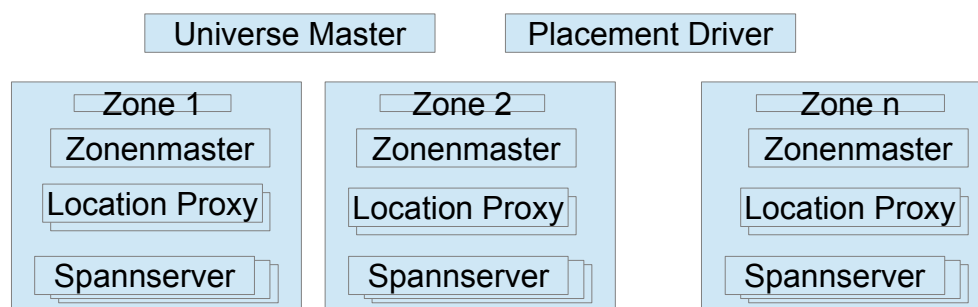 Universe Master Placement Driver
Zone 1 Zone 2 Zone n
Zonenmaster Zonenmaster Zonenmaster
Location Proxy Location Proxy Location Proxy
Spannserver Spannserver Spannserver